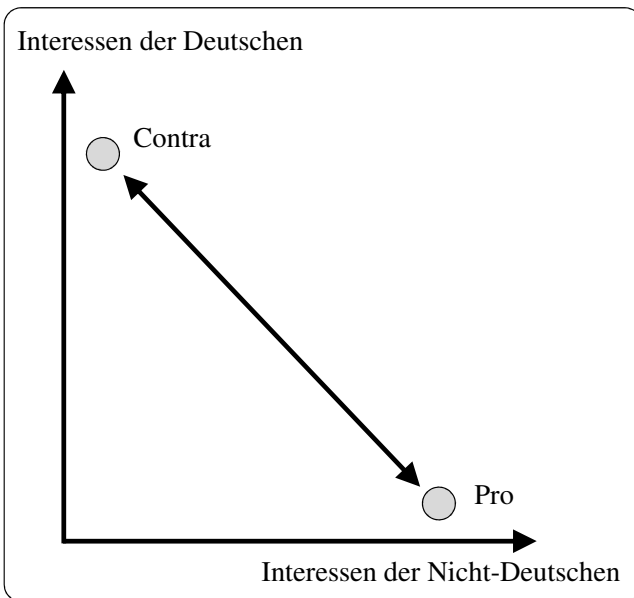 Interessen der Deutschen
Contra
Pro
Interessen der Nicht-Deutschen